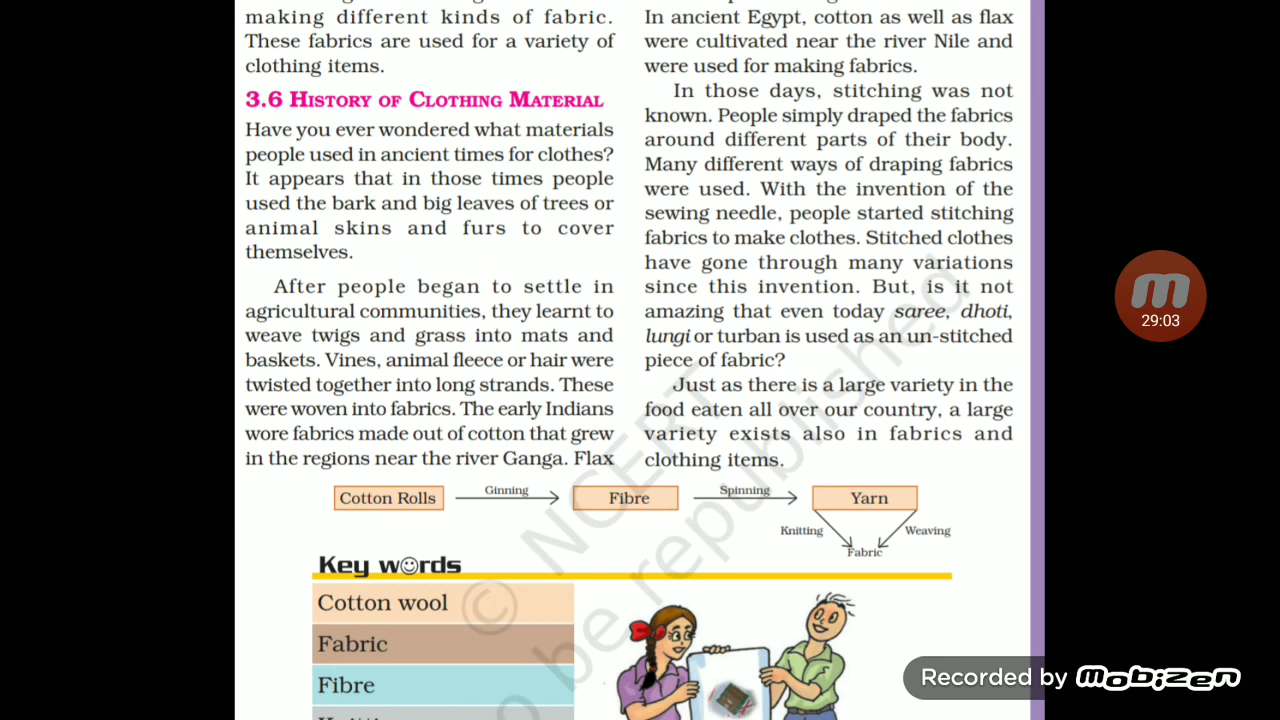 making different kinds of fabric.
These fabrics are used for a variety of
clothing items.
3.6 HISTORY OF CLOTHING MATERIAL
Have you ever wondered what materials
people used in ancient times for clothes?
It appears that in those times people
used the bark and big leaves of trees or
animal skins and furs to cover
themselves.
After people began to settle in
agricultural communities, they learnt to
weave twigs and grass into mats and
baskets. Vines, animal fleece or hair were
twisted together into long strands. These
were woven into fabrics. The early Indians
wore fabrics made out of cotton that grew
in the regions near the river Ganga. Flax
In ancient Egypt, cotton as well as flax
were cultivated near the river Nile and
were used for making fabrics.
In those days, stitching was not
known. People simply draped the fabrics
around different parts of their body.
Many different ways of draping fabrics
were used. With the invention of the
sewing needle, people started stitching
fabrics to make clothes. Stitched clothes
have gone through many variations
since this invention. But, is it not
amazing that even today saree, dhoti,
lungi or turban is used as an un-stitched
piece of fabric?
Just as there is a large variety in the
food eaten all over our country, a large
variety exists also in fabrics and
clothing items.
Cotton Rolls
Ginning
Fibre
Spinning
Yarn
Knitting
Weaving
Fabric
Key words
Cotton wool
Fabric
Fibre
© NCERT
be republished
29:03
Recorded by mobizen